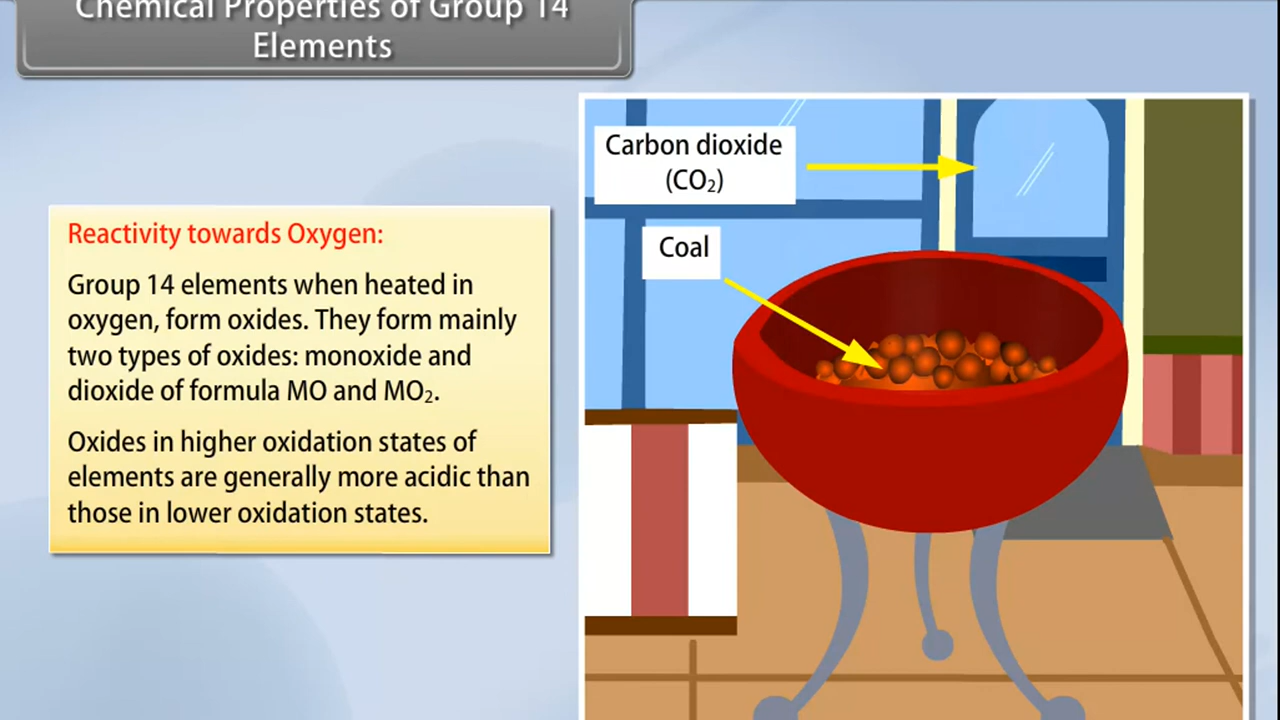 Chemical Properties of Group 14
Elements
Carbon dioxide
(CO₂)
Coal
Reactivity towards Oxygen:
Group 14 elements when heated in
oxygen, form oxides. They form mainly
two types of oxides: monoxide and
dioxide of formula MO and MO₂.
Oxides in higher oxidation states of
elements are generally more acidic than
those in lower oxidation states.